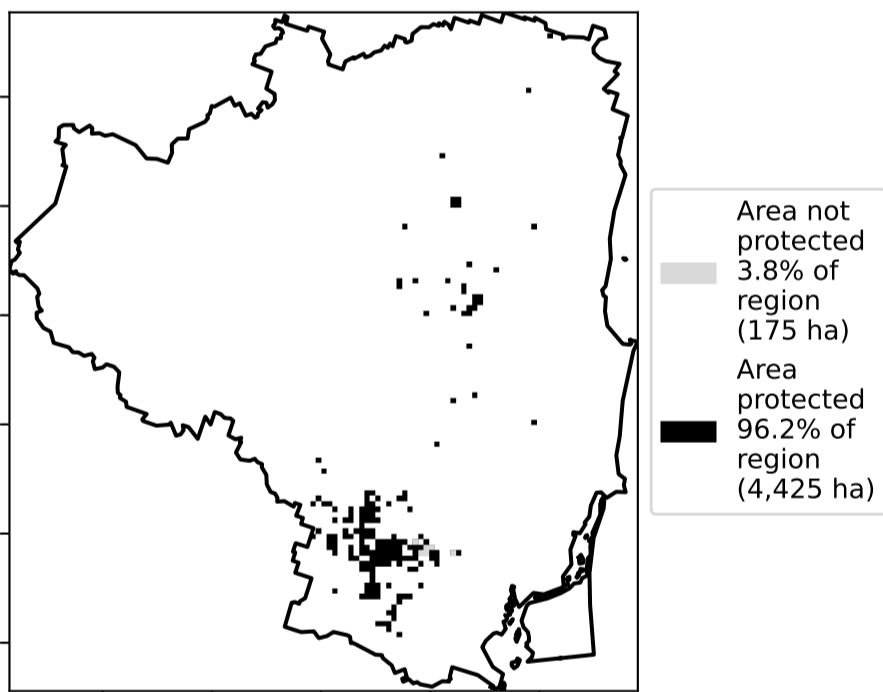 Area not
protected
3.8% of
region
(175 ha)
Area
protected
96.2% of
region
(4,425 ha)